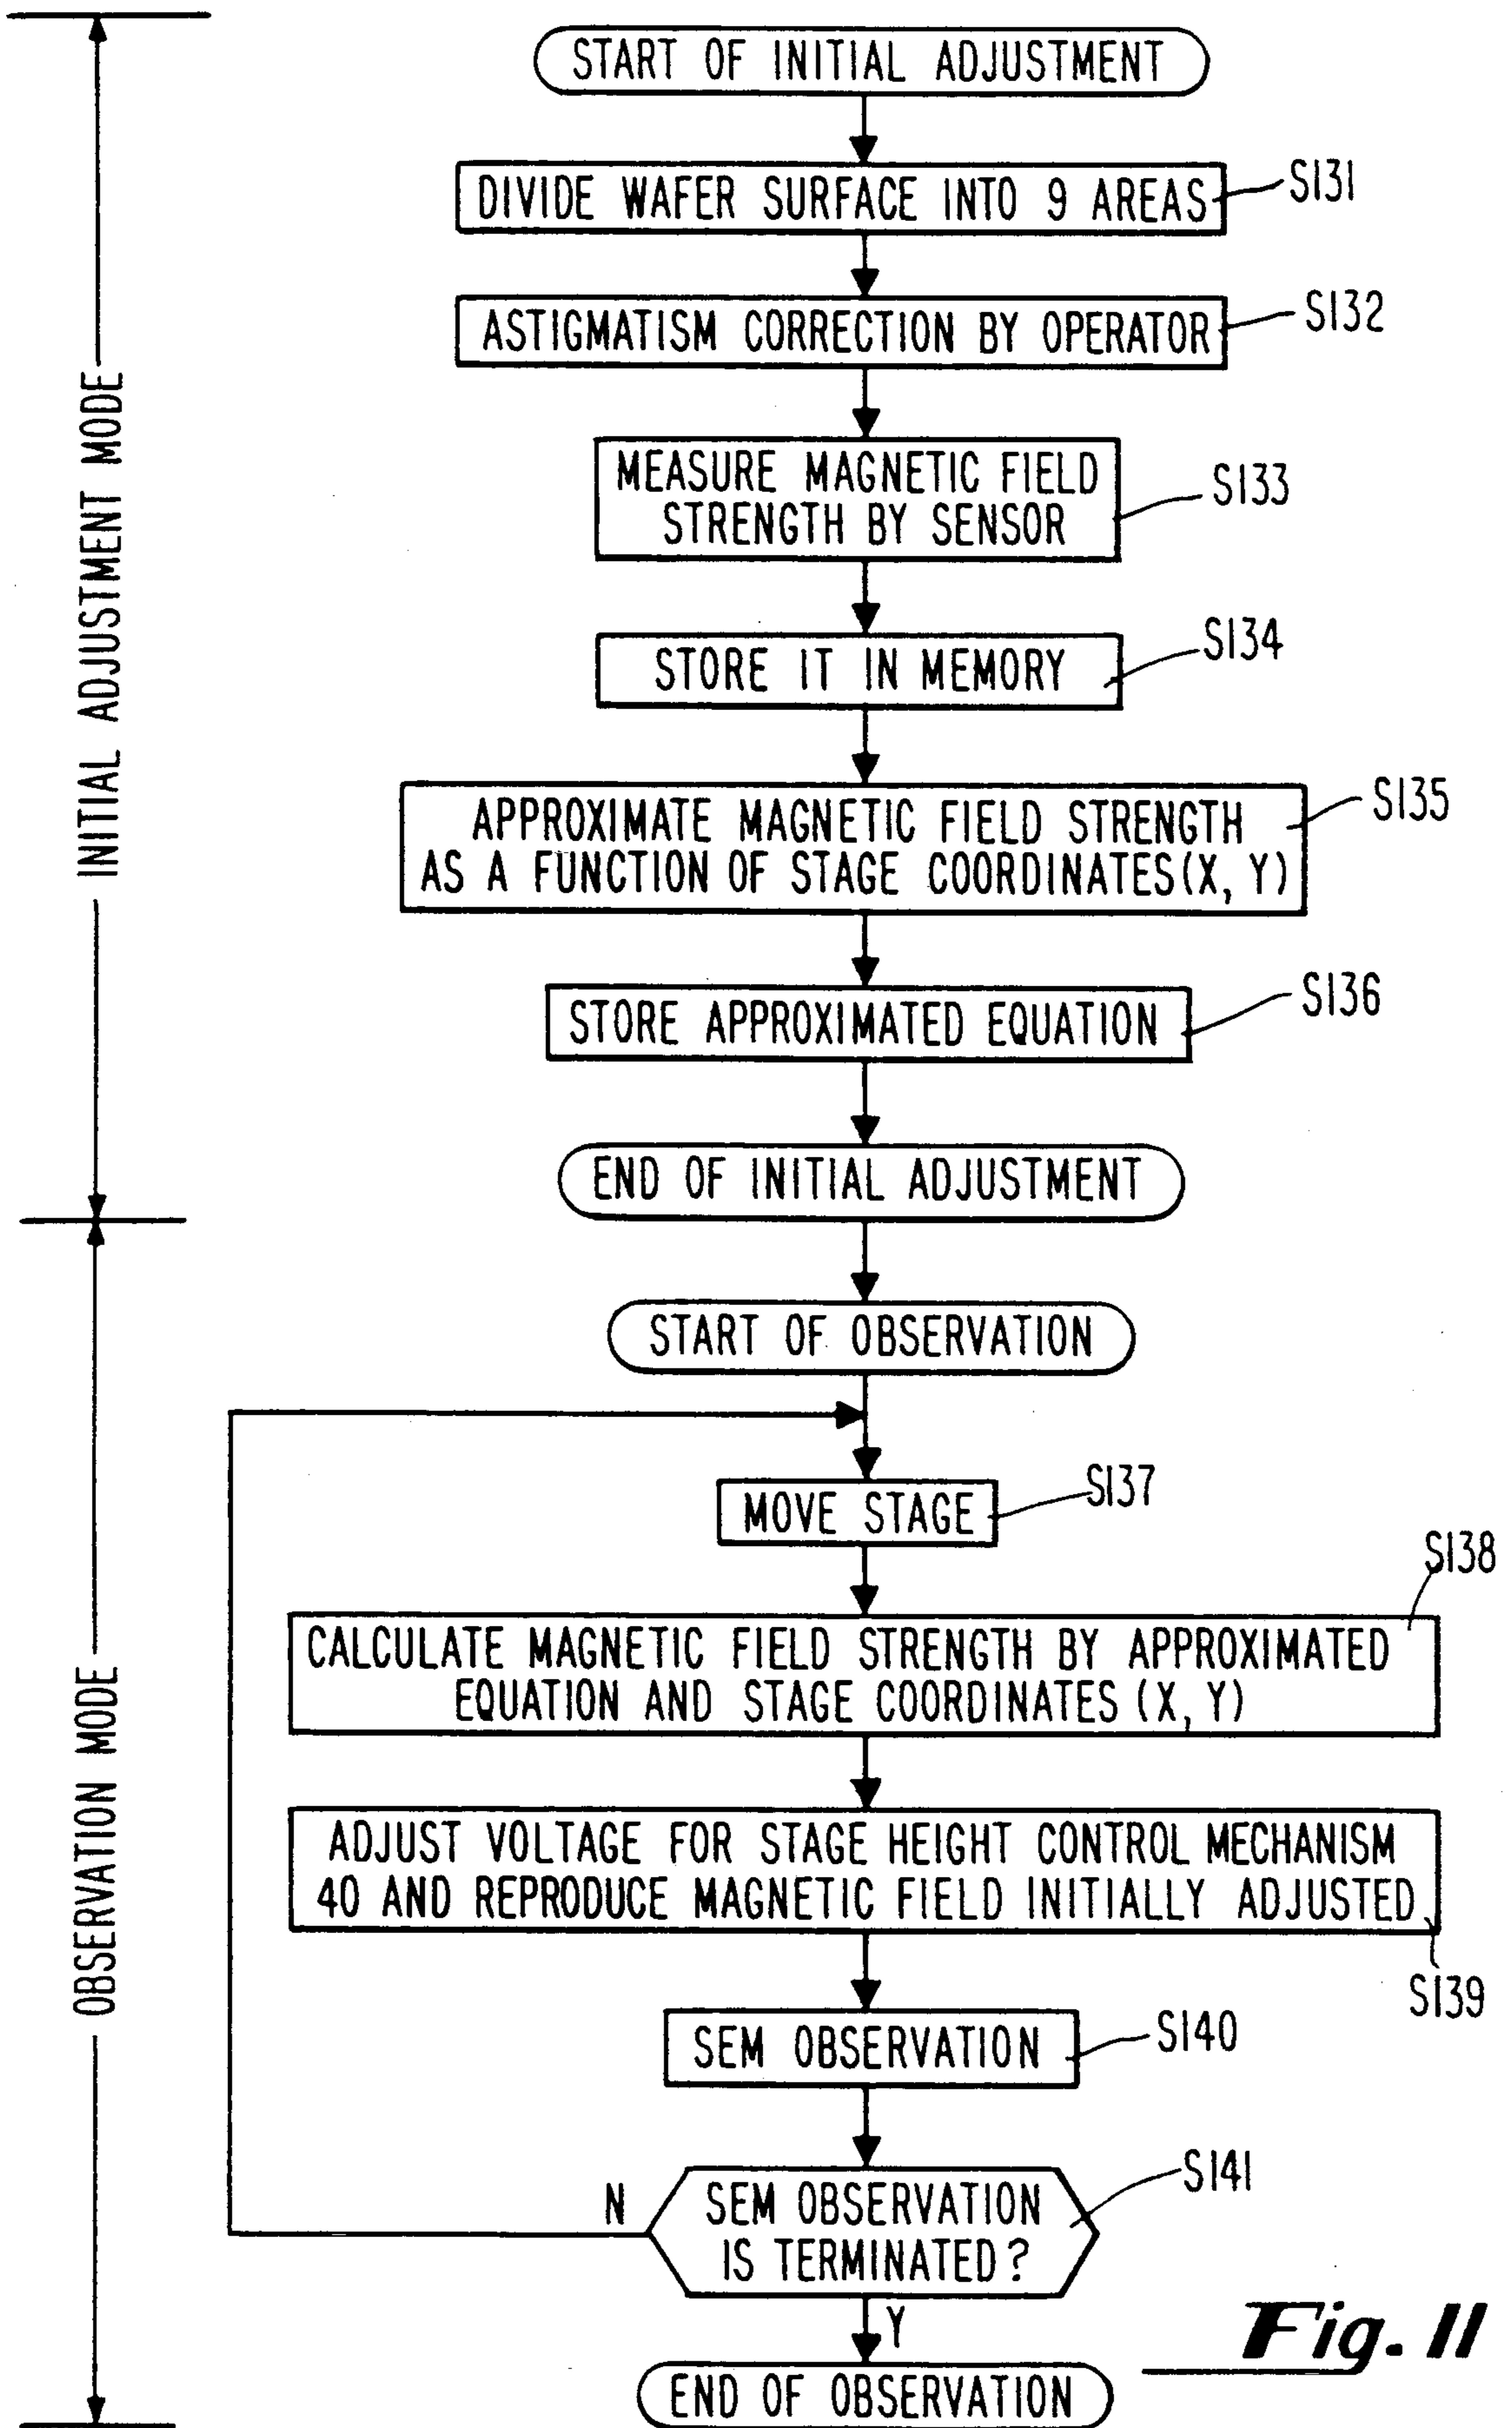 START OF INITIAL ADJUSTMENT
DIVIDE WAFER SURFACE INTO 9 AREAS
S131
ASTIGMATISM CORRECTION BY OPERATOR
S132
MEASURE MAGNETIC FIELD
STRENGTH BY SENSOR
S133
STORE IT IN MEMORY
S134
APPROXIMATE MAGNETIC FIELD STRENGTH
AS A FUNCTION OF STAGE COORDINATES (X, Y)
S135
STORE APPROXIMATED EQUATION
S136
END OF INITIAL ADJUSTMENT
INITIAL ADJUSTMENT MODE
START OF OBSERVATION
MOVE STAGE
S137
CALCULATE MAGNETIC FIELD STRENGTH BY APPROXIMATED
EQUATION AND STAGE COORDINATES (X, Y)
S138
ADJUST VOLTAGE FOR STAGE HEIGHT CONTROL MECHANISM
40 AND REPRODUCE MAGNETIC FIELD INITIALLY ADJUSTED
S139
SEM OBSERVATION
S140
SEM OBSERVATION
IS TERMINATED?
S141
N
Y
END OF OBSERVATION
OBSERVATION MODE
Fig. 11